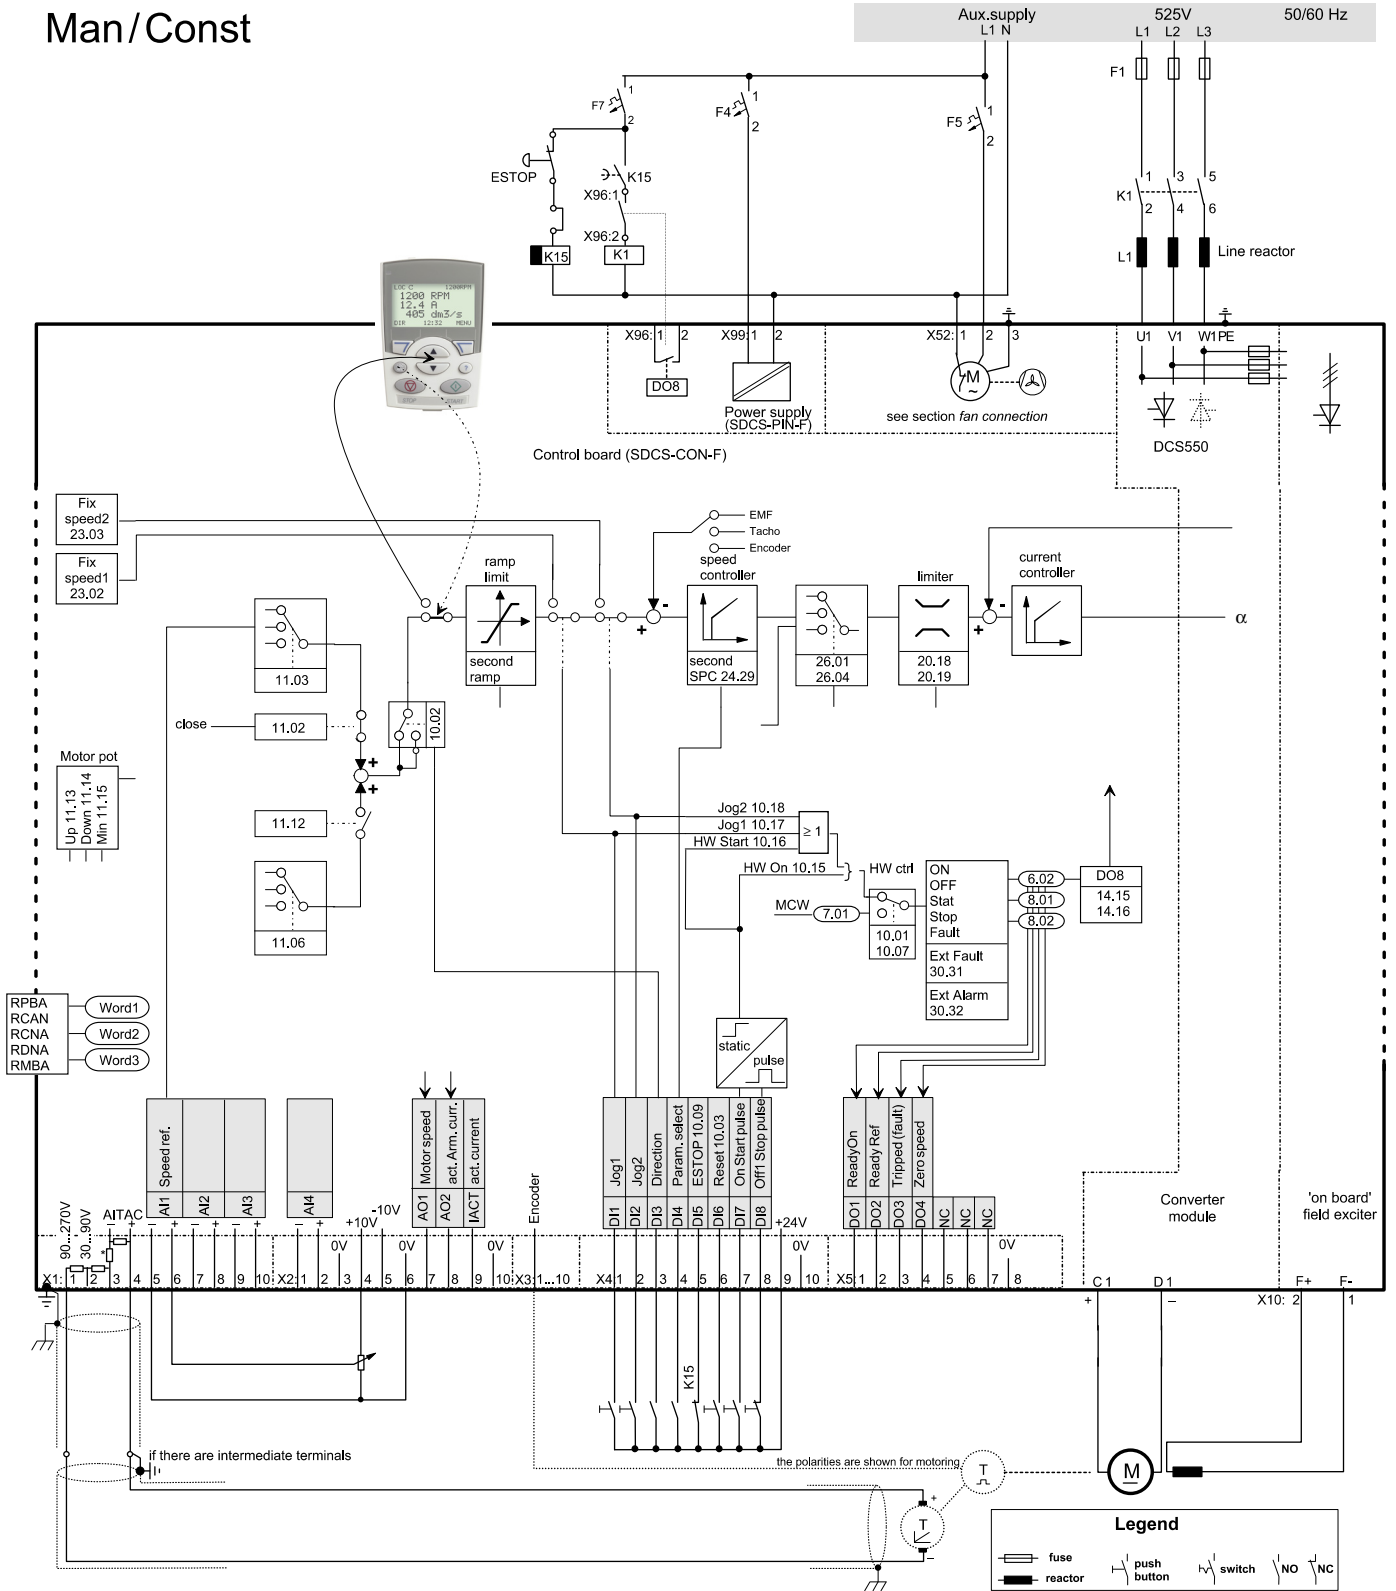 Man/Const
Aux.supply
525V
50/60 Hz
L1 N
L1 L2 L3
F1
F7
1
2
F4
1
2
F5
1
2
ESTOP
K15
X96:1
X96:2
K15
K1
K1
1 3 5
2 4 6
L1
Line reactor
LOC C 1200RPM
1200 RPM
12.4 A
405 dm3/s
DIR 12:32 MENU
STOP START
X96: 1 2
X99: 1 2
X52: 1 2 3
U1 V1 W1 PE
DO8
Power supply
(SDCS-PIN-F)
M
~
see section fan connection
DCS550
Control board (SDCS-CON-F)
Fix
speed2
23.03
Fix
speed1
23.02
EMF
Tacho
Encoder
ramp
limit
speed
controller
limiter
current
controller
second
ramp
second
SPC 24.29
26.01
26.04
20.18
20.19
-
+
-
+
α
11.03
close
11.02
10.02
+
+
11.12
11.06
Motor pot
Up 11.13
Down 11.14
Min 11.15
Jog2 10.18
Jog1 10.17
HW Start 10.16
≥ 1
HW On 10.15
}
HW ctrl
MCW
7.01
10.01
10.07
ON
OFF
Stat
Stop
Fault
Ext Fault
30.31
Ext Alarm
30.32
6.02
8.01
8.02
DO8
14.15
14.16
RPBA
RCAN
RCNA
RDNA
RMBA
Word1
Word2
Word3
static
pulse
90...270V
30...90V
AITAC
− +
AI1 Speed ref.
AI2
AI3
− + − + − +
AI4
− +
+10V
-10V
0V
0V
AO1 Motor speed
AO2 act. Arm. curr.
IACT act. current
0V
Encoder
DI1 Jog1
DI2 Jog2
DI3 Direction
DI4 Param. select
DI5 ESTOP 10.09
DI6 Reset 10.03
DI7 On Start pulse
DI8 Off1 Stop pulse
+24V
0V
DO1 ReadyOn
DO2 Ready Ref
DO3 Tripped (fault)
DO4 Zero speed
NC
NC
NC
0V
Converter
module
'on board'
field exciter
*
X1: 1 2 3 4 5 6 7 8 9 10
X2: 1 2 3 4 5 6 7 8 9 10
X3: 1...10
X4: 1 2 3 4 5 6 7 8 9 10
X5: 1 2 3 4 5 6 7 8
C 1 D 1
F+ F-
+ −
X10: 2 1
K15
if there are intermediate terminals
the polarities are shown for motoring
T
M
T
+
−
Legend
fuse
reactor
push
button
switch
NO
NC